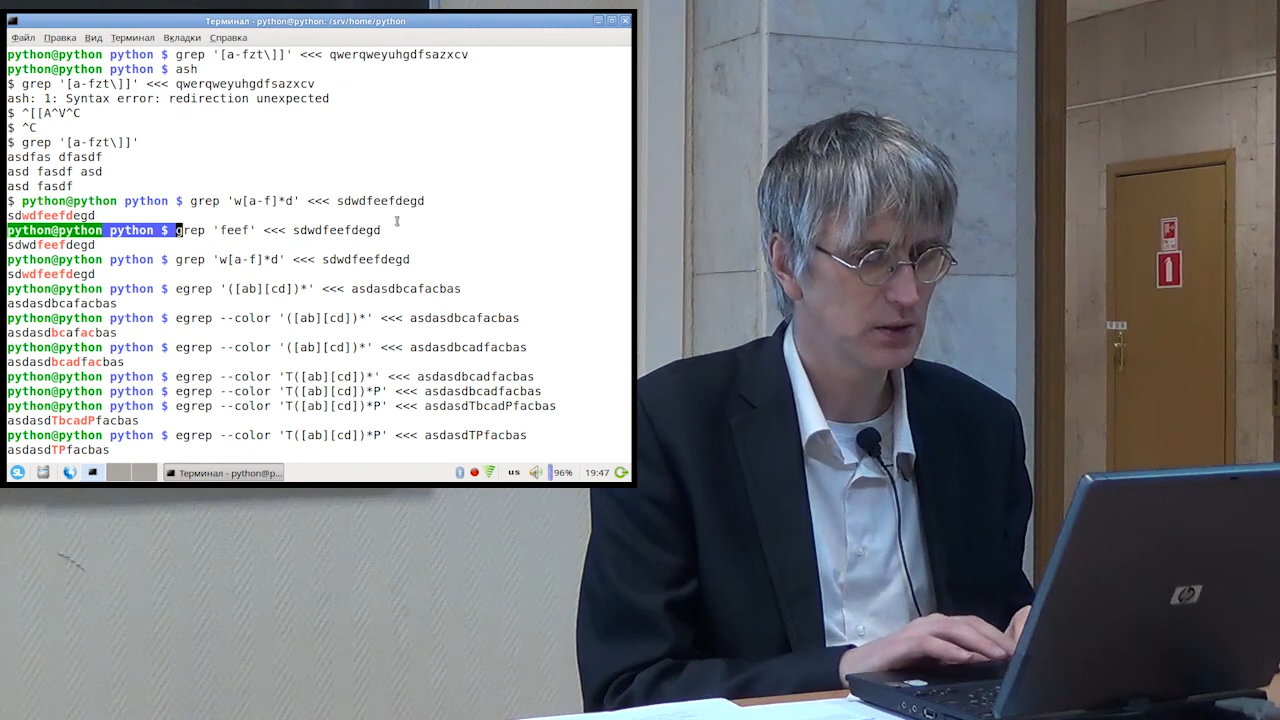 Терминал - python@python: /srv/home/python
Файл Правка Вид Терминал Вкладки Справка
python@python python $ grep '[a-fzt\]]' <<< qwerqweyuhgdfsazxcv
python@python python $ ash
$ grep '[a-fzt\]]' <<< qwerqweyuhgdfsazxcv
ash: 1: Syntax error: redirection unexpected
$ ^[[A^V^C
$ ^C
$ grep '[a-fzt\]]'
asdfas dfasdf
asd fasdf asd
asd fasdf
$ python@python python $ grep 'w[a-f]*d' <<< sdwdfeefdegd
sdwdfeefdegd
python@python python $ grep 'feef' <<< sdwdfeefdegd
sdwdfeefdegd
python@python python $ grep 'w[a-f]*d' <<< sdwdfeefdegd
sdwdfeefdegd
python@python python $ egrep '([ab][cd])*' <<< asdasdbcafacbas
asdasdbcafacbas
python@python python $ egrep --color '([ab][cd])*' <<< asdasdbcafacbas
asdasdbcafacbas
python@python python $ egrep --color '([ab][cd])*' <<< asdasdbcadfacbas
asdasdbcadfacbas
python@python python $ egrep --color 'T([ab][cd])*' <<< asdasdbcadfacbas
python@python python $ egrep --color 'T([ab][cd])*P' <<< asdasdbcadfacbas
python@python python $ egrep --color 'T([ab][cd])*P' <<< asdasdTbcadPfacbas
asdasdTbcadPfacbas
python@python python $ egrep --color 'T([ab][cd])*P' <<< asdasdTPfacbas
asdasdTPfacbas
Терминал - python@p...
us
96%
19:47
hp